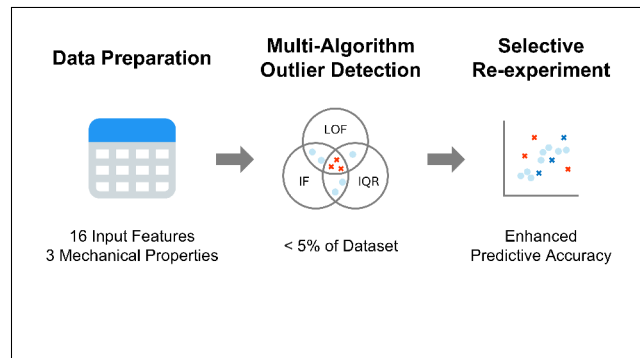 Data Preparation
Multi-Algorithm
Outlier Detection
Selective
Re-experiment
LOF
IF
IQR
16 Input Features
3 Mechanical Properties
< 5% of Dataset
Enhanced
Predictive Accuracy